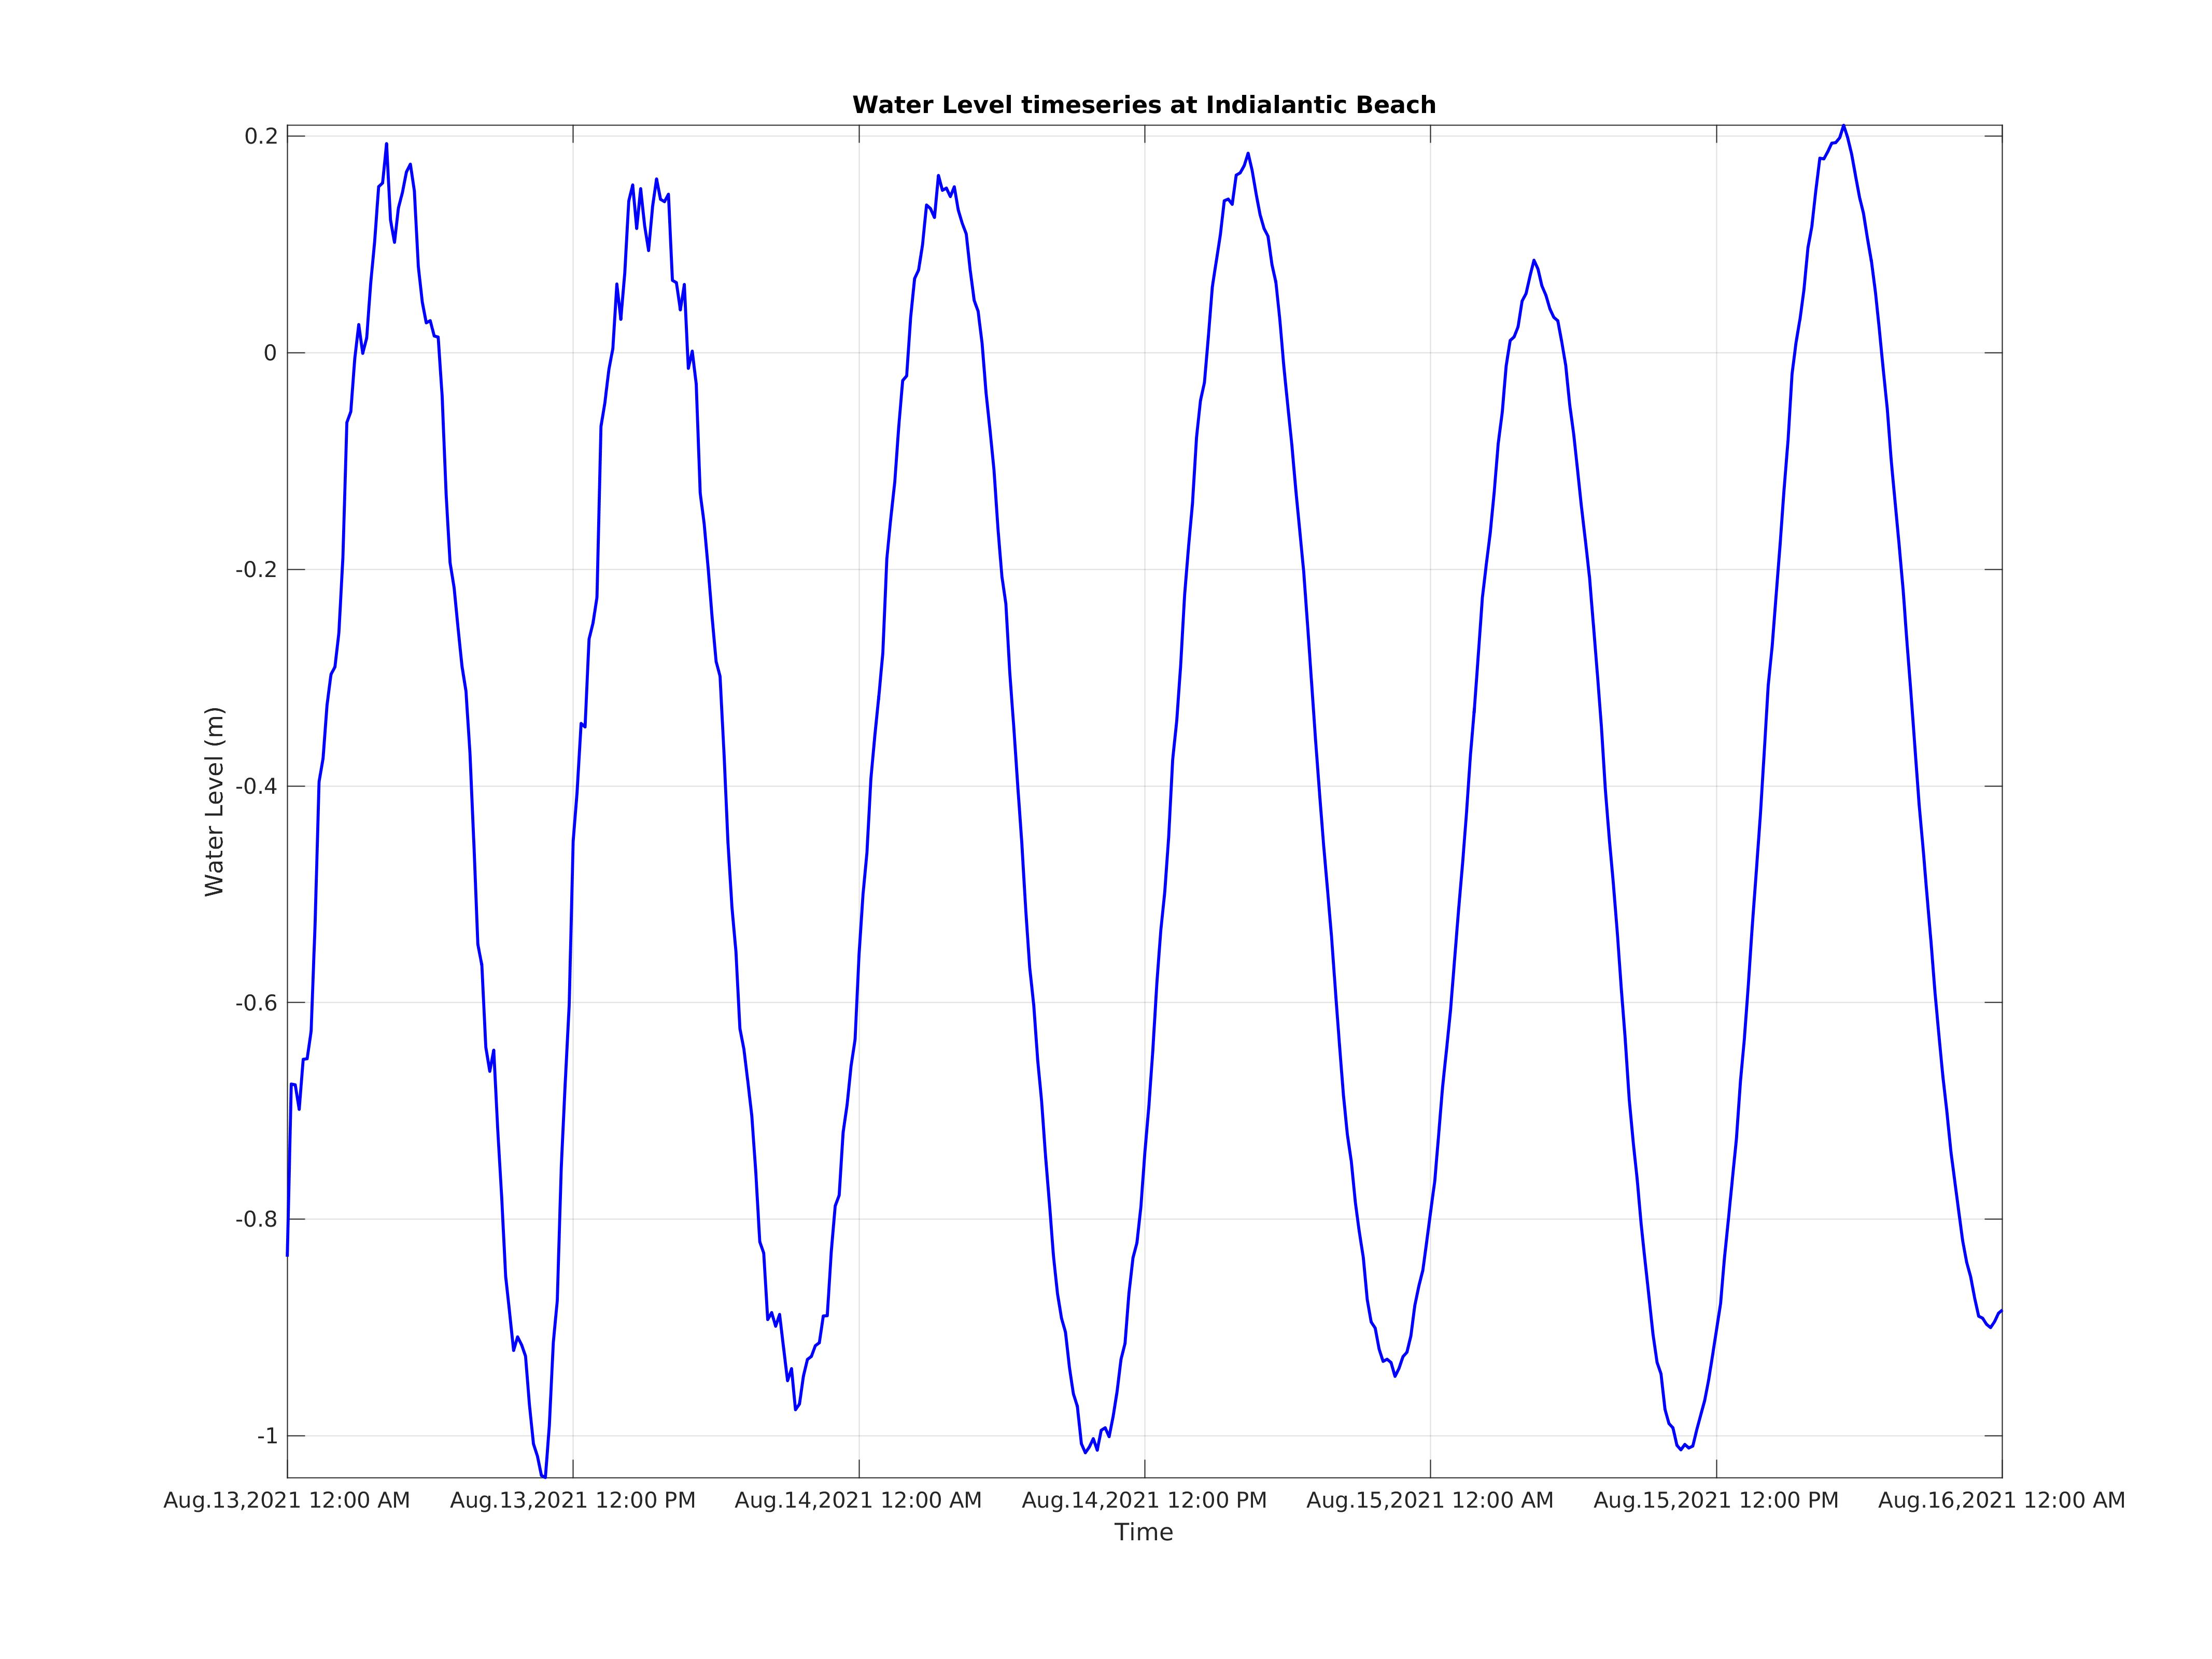 Water Level timeseries at Indialantic Beach
0.2
0
-0.2
-0.4
-0.6
-0.8
-1
Water Level (m)
Aug.13,2021 12:00 AM Aug.13,2021 12:00 PM Aug.14,2021 12:00 AM Aug.14,2021 12:00 PM Aug.15,2021 12:00 AM Aug.15,2021 12:00 PM Aug.16,2021 12:00 AM
Time